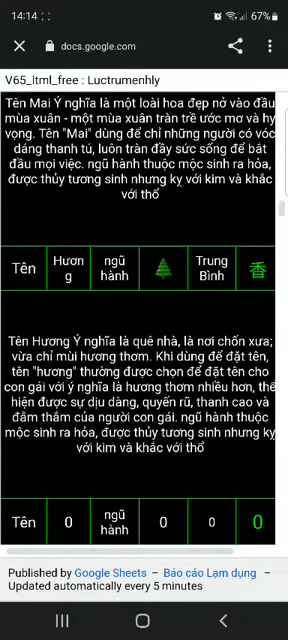 14:14
67%
docs.google.com
V65_ltml_free : Luctrumenhly
Tên Mai Ý nghĩa là một loài hoa đẹp nở vào đầu
mùa xuân - một mùa xuân tràn trề ước mơ và hy
vọng. Tên "Mai" dùng để chỉ những người có vóc
dáng thanh tú, luôn tràn đầy sức sống để bắt
đầu mọi việc. ngũ hành thuộc mộc sinh ra hỏa,
được thủy tương sinh nhưng kỵ với kim và khắc
với thổ
Tên Hươn
g ngũ
hành Trung
Bình 香
Tên Hương Ý nghĩa là quê nhà, là nơi chốn xưa;
vừa chỉ mùi hương thơm. Khi dùng để đặt tên,
tên "hương" thường được chọn để đặt tên cho
con gái với ý nghĩa là hương thơm nhiều hơn, thể
hiện được sự dịu dàng, quyến rũ, thanh cao và
đằm thắm của người con gái. ngũ hành thuộc
mộc sinh ra hỏa, được thủy tương sinh nhưng kỵ
với kim và khắc với thổ
Tên 0 ngũ
hành 0 0 0
Published by Google Sheets – Báo cáo Lạm dụng –
Updated automatically every 5 minutes